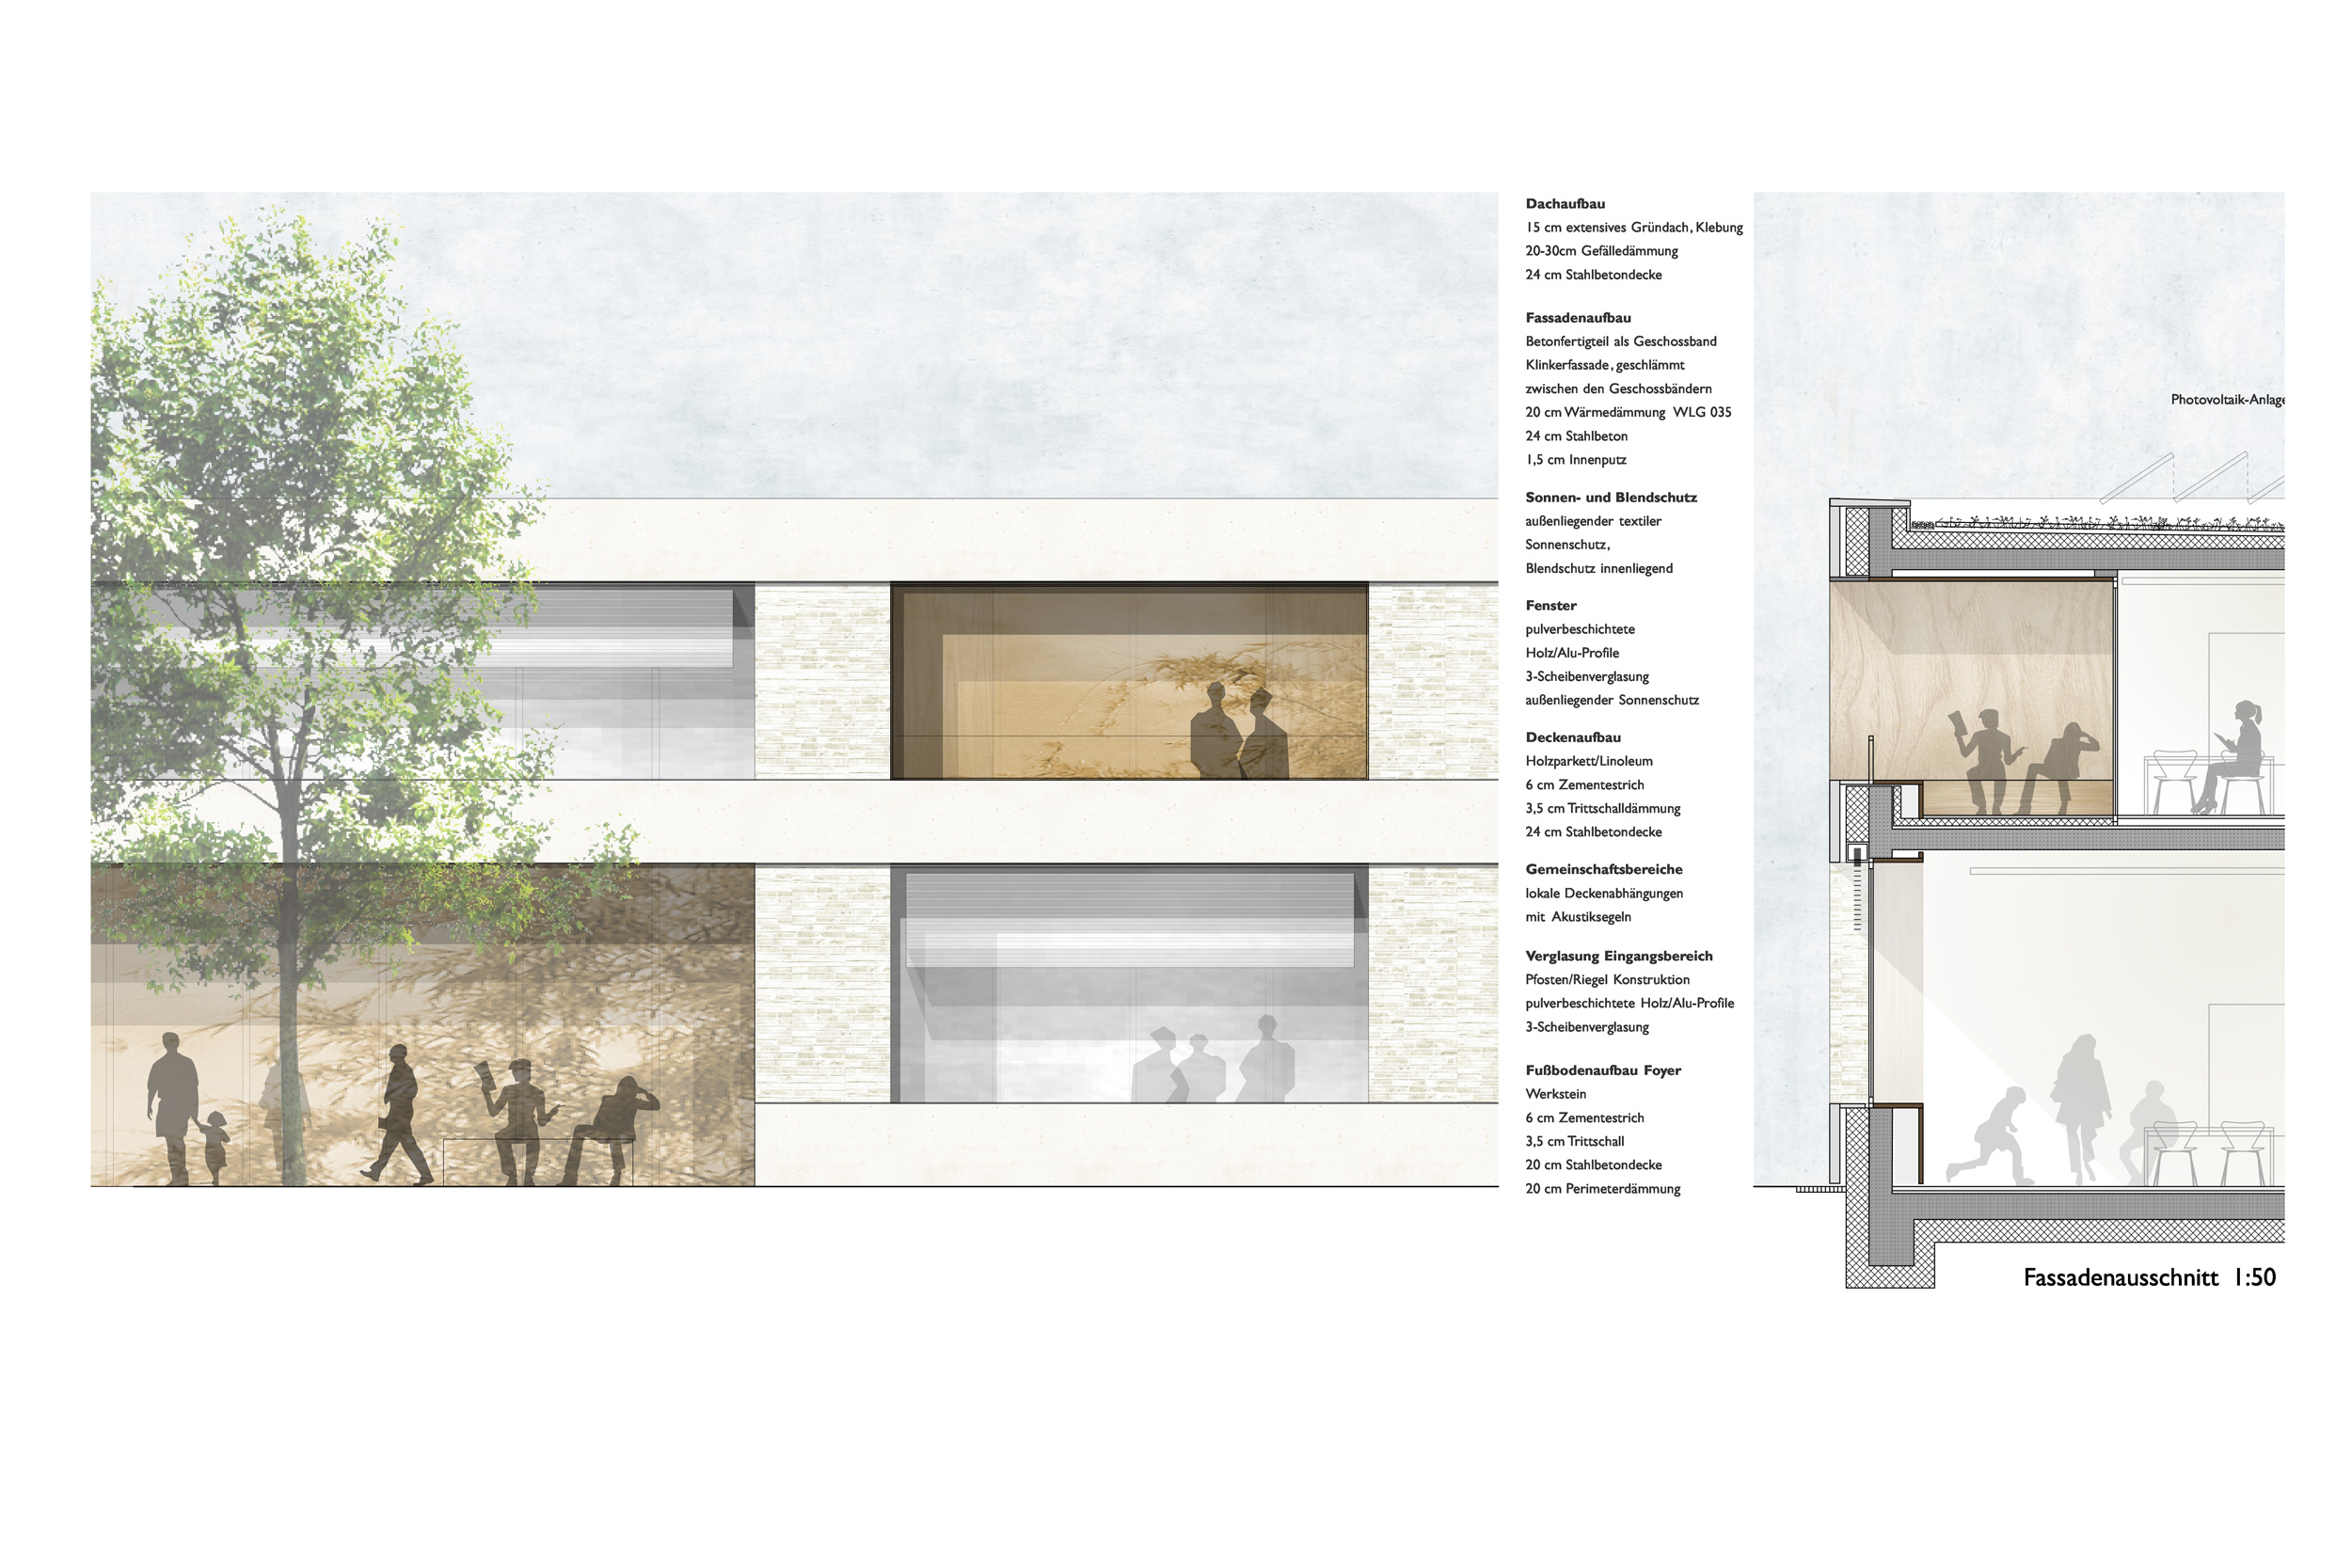 Dachaufbau
15 cm extensives Gründach, Klebung
20-30cm Gefälledämmung
24 cm Stahlbetondecke
Fassadenaufbau
Betonfertigteil als Geschossband
Klinkerfassade, geschlämmt
zwischen den Geschossbändern
20 cm Wärmedämmung WLG 035
24 cm Stahlbeton
1,5 cm Innenputz
Sonnen- und Blendschutz
außenliegender textiler
Sonnenschutz,
Blendschutz innenliegend
Fenster
pulverbeschichtete
Holz/Alu-Profile
3-Scheibenverglasung
außenliegender Sonnenschutz
Deckenaufbau
Holzparkett/Linoleum
6 cm Zementestrich
3,5 cm Trittschalldämmung
24 cm Stahlbetondecke
Gemeinschaftsbereiche
lokale Deckenabhängungen
mit Akustiksegeln
Verglasung Eingangsbereich
Pfosten/Riegel Konstruktion
pulverbeschichtete Holz/Alu-Profile
3-Scheibenverglasung
Fußbodenaufbau Foyer
Werkstein
6 cm Zementestrich
3,5 cm Trittschall
20 cm Stahlbetondecke
20 cm Perimeterdämmung
Photovoltaik-Anlage
Fassadenausschnitt 1:50